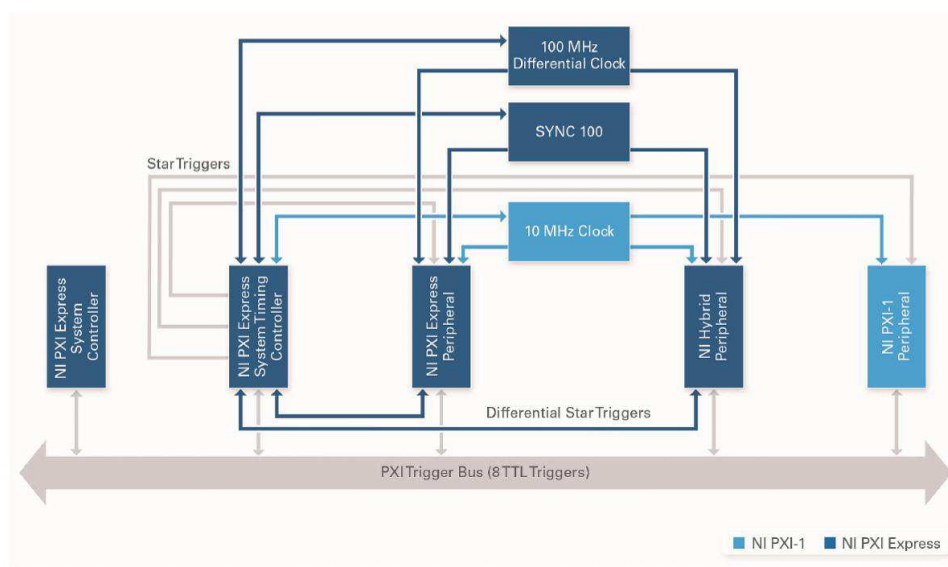 100 MHz
Differential Clock
SYNC 100
Star Triggers
10 MHz Clock
NI PXI Express
System
Controller
NI PXI Express
System Timing
Controller
NI PXI Express
Peripheral
NI Hybrid
Peripheral
NI PXI-1
Peripheral
Differential Star Triggers
PXI Trigger Bus (8 TTL Triggers)
NI PXI-1
NI PXI Express